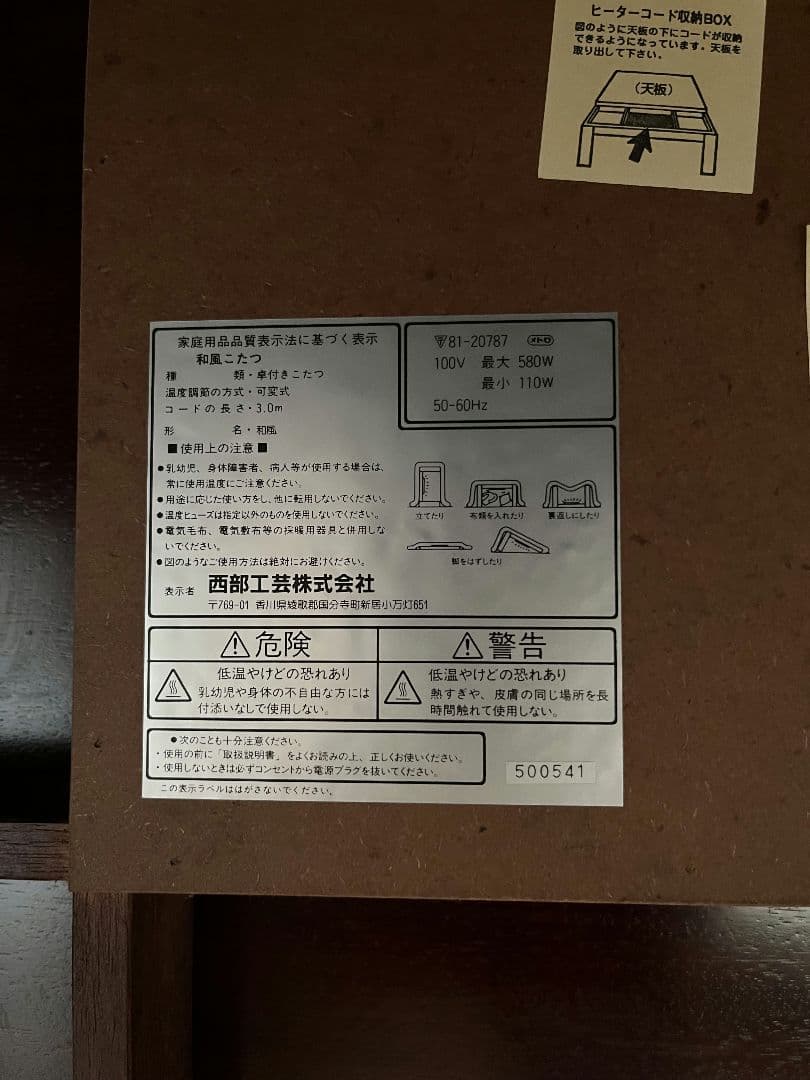 ヒーターコード収納BOX
図のように天板の下にコードが収納
できるようになっています。天板を
取り出して下さい。
(天板)
家庭用品品質表示法に基づく表示
和風こたつ
種 類・卓付きこたつ
温度調節の方式・可変式
コードの長さ・3.0m
形 名・和風
81-20787 メトロ
100V 最大 580W
最小 110W
50-60Hz
■使用上の注意■
●乳幼児、身体障害者、病人等が使用する場合は、
常に使用温度にご注意ください。
●用途に応じた使い方をし、他に転用しないでください。
●温度ヒューズは指定以外のものを使用しないでください。
●電気毛布、電気敷布等の採暖用器具と併用しな
いでください。
●図のようなご使用方法は絶対にお避けください。
立てたり 布類を入れたり 裏返しにしたり
脚をはずしたり
表示者 西部工芸株式会社
〒769-01 香川県綾歌郡国分寺町新居小万灯651
危険
低温やけどの恐れあり
乳幼児や身体の不自由な方には
付添いなしで使用しない。
警告
低温やけどの恐れあり
熱すぎや、皮膚の同じ場所を長
時間触れて使用しない。
●次のことも十分注意ください。
・使用の前に「取扱説明書」をよくお読みの上、正しくお使いください。
・使用しないときは必ずコンセントから電源プラグを抜いてください。
この表示ラベルははがさないでください。
500541